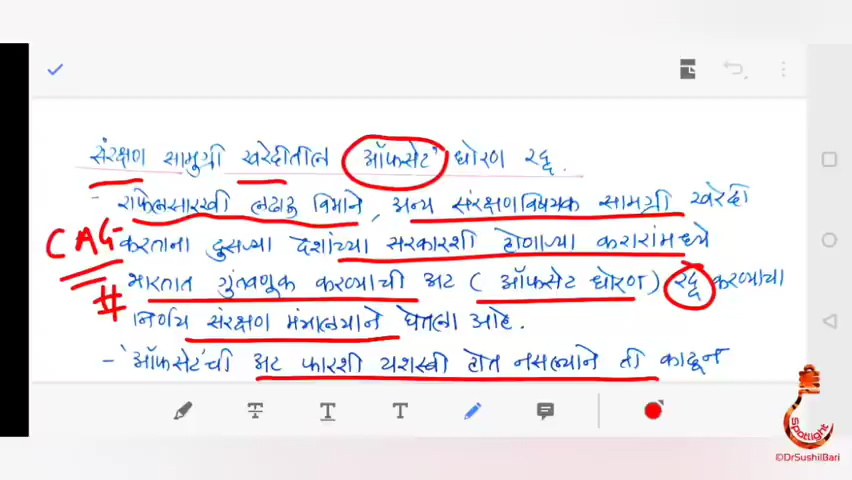 संरक्षण सामुग्री खरेदीतील 'ऑफसेट' धोरण रद्द.
- राफेलसारखी लढाऊ विमाने, अन्य संरक्षणविषयक सामग्री खरेदी
CAG- करताना दुसऱ्या देशांच्या सरकारशी होणाऱ्या करारांमध्ये
# भारतात गुंतवणूक करण्याची अट (ऑफसेट धोरण) रद्द करण्याचा
निर्णय संरक्षण मंत्रालयाने घेतला आहे.
- 'ऑफसेट'ची अट फारशी यशस्वी होत नसल्याने ती काढून
T T T
Spotlight
©DrSushilBari